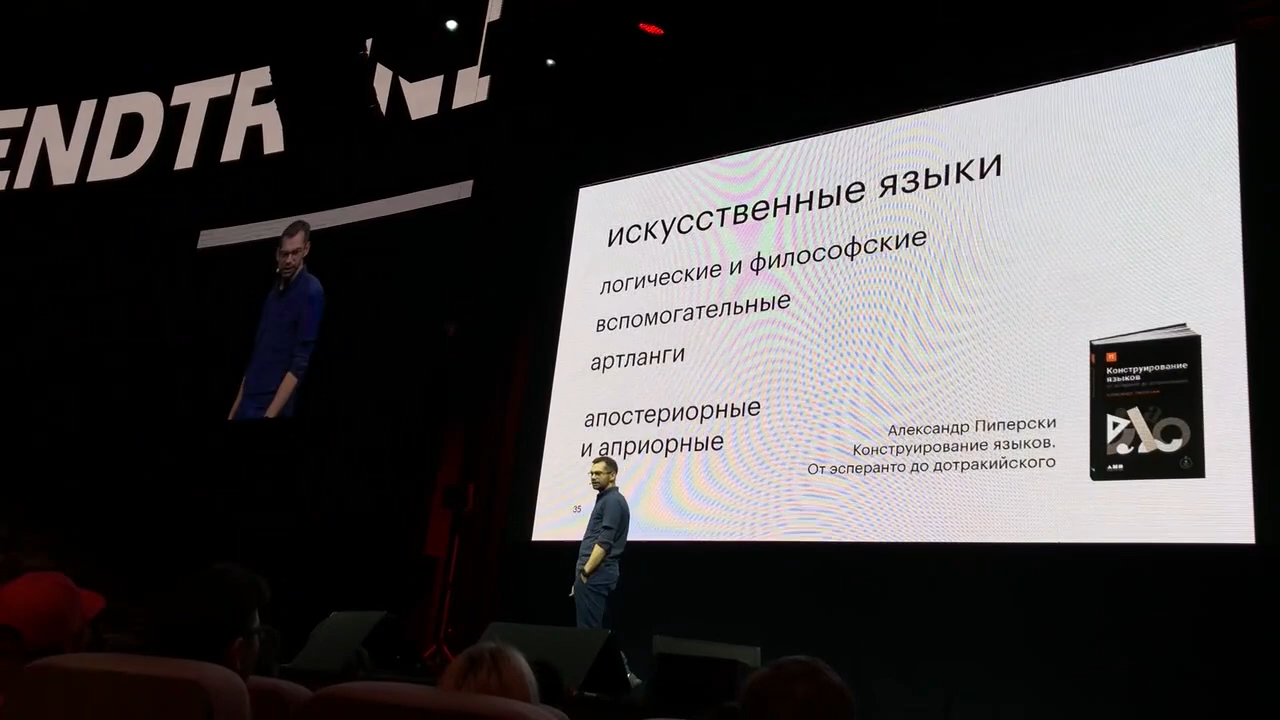 ENDTR
искусственные языки
логические и философские
вспомогательные
артланги
апостериорные
и априорные
Александр Пиперски
Конструирование языков.
От эсперанто до дотракийского
35
Конструирование
языков